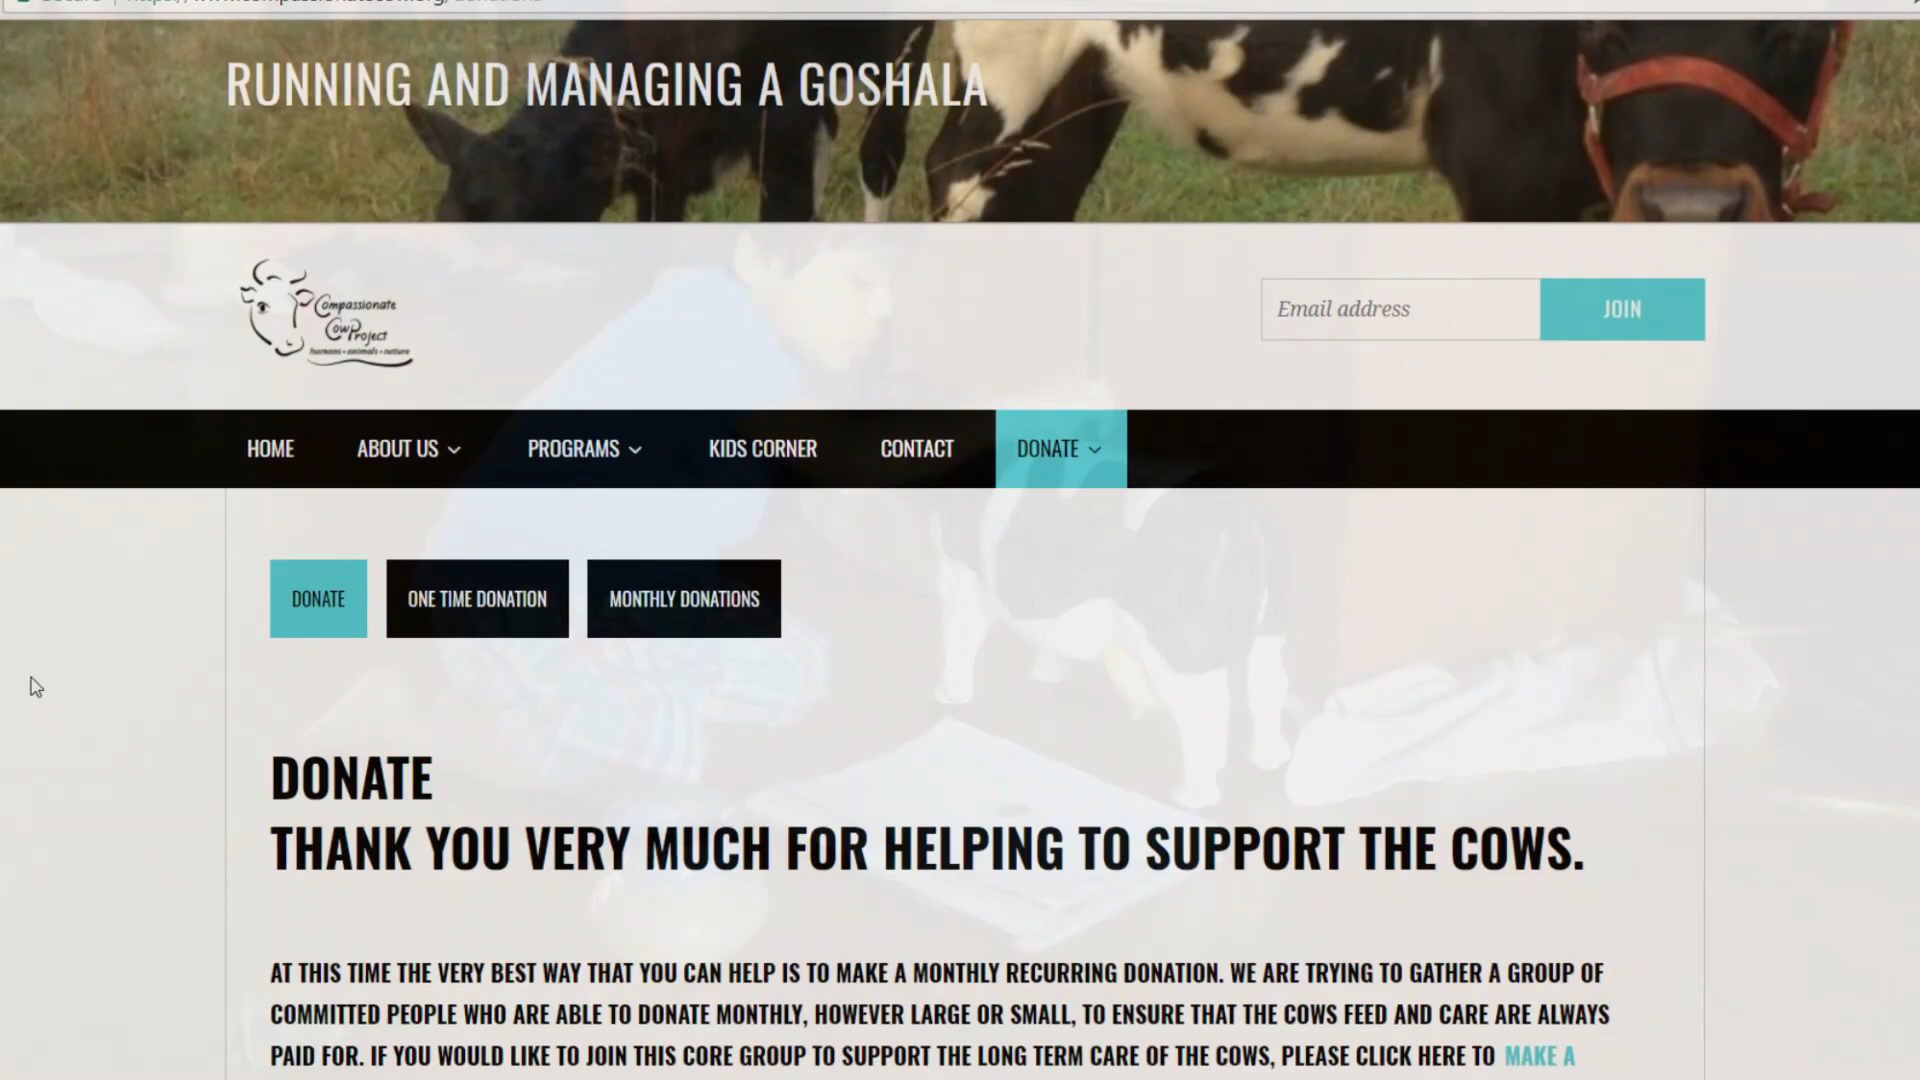 RUNNING AND MANAGING A GOSHALA
Compassionate
Cow Project
humans • animals • nature
Email address
JOIN
HOME
ABOUT US
PROGRAMS
KIDS CORNER
CONTACT
DONATE
DONATE
ONE TIME DONATION
MONTHLY DONATIONS
DONATE
THANK YOU VERY MUCH FOR HELPING TO SUPPORT THE COWS.
AT THIS TIME THE VERY BEST WAY THAT YOU CAN HELP IS TO MAKE A MONTHLY RECURRING DONATION. WE ARE TRYING TO GATHER A GROUP OF
COMMITTED PEOPLE WHO ARE ABLE TO DONATE MONTHLY, HOWEVER LARGE OR SMALL, TO ENSURE THAT THE COWS FEED AND CARE ARE ALWAYS
PAID FOR. IF YOU WOULD LIKE TO JOIN THIS CORE GROUP TO SUPPORT THE LONG TERM CARE OF THE COWS, PLEASE CLICK HERE TO MAKE A